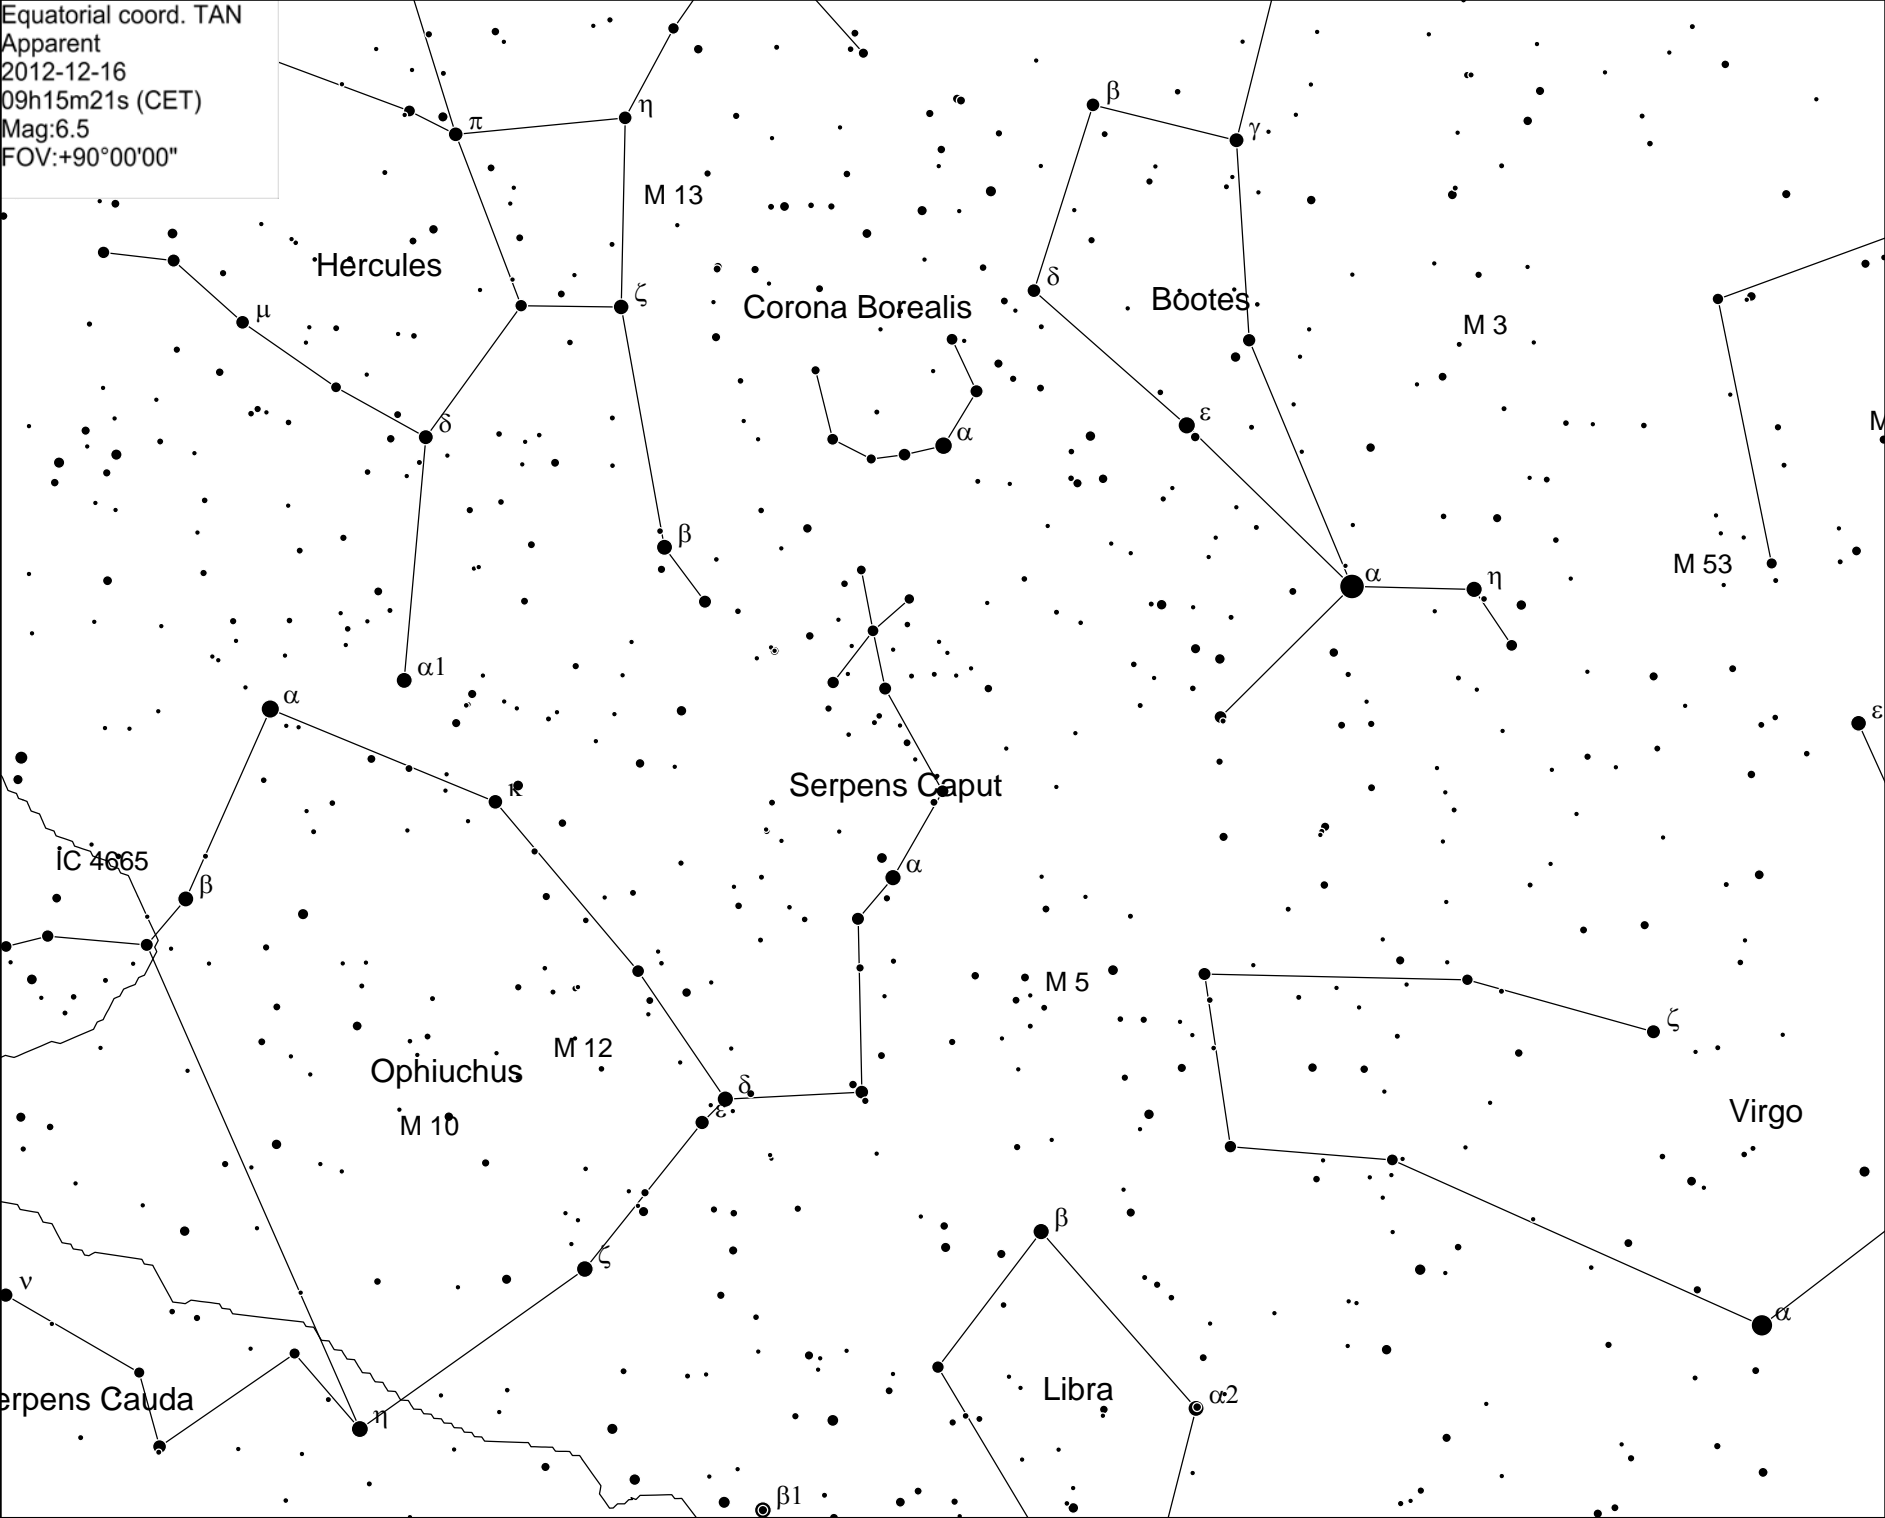 Equatorial coord. TAN
Apparent
2012-12-16
09h15m21s (CET)
Mag:6.5
FOV:+90°00'00"
β
η
π
γ
M 13
Hercules
δ
ζ
Corona Borealis
Bootes
μ
M 3
δ
ε
M
α
β
M 53
α
η
α1
α
ε
κ
Serpens Caput
IC 4665
α
β
M 5
ζ
M 12
Ophiuchus
δ
ε
M 10
Virgo
β
ζ
ν
α
Libra
α2
erpens Cauda
η
β1